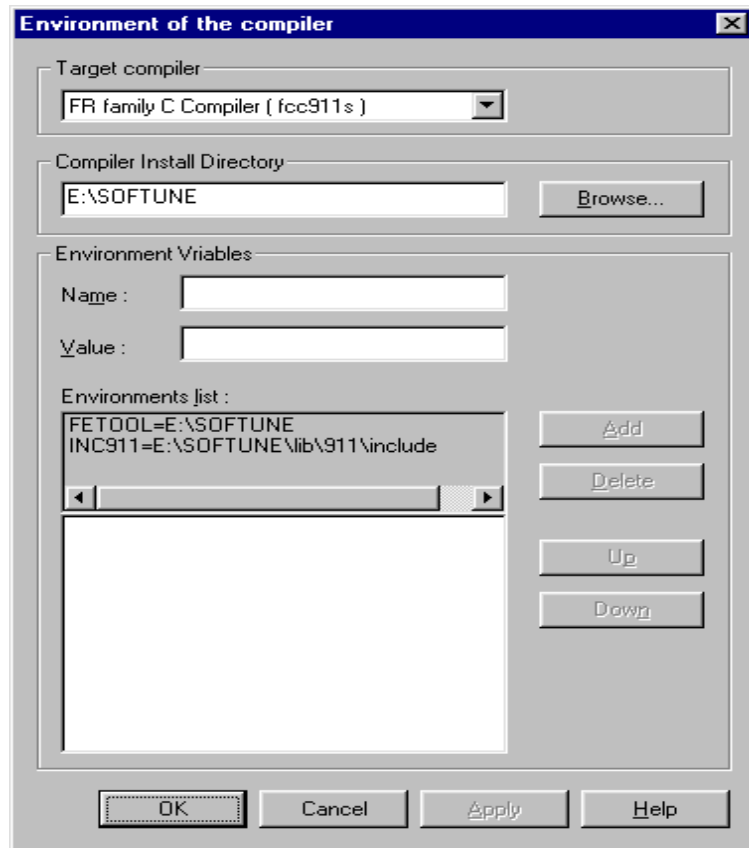 Environment of the compiler
Target compiler
FR family C Compiler ( fcc911s )
Compiler Install Directory
E:\SOFTUNE
Browse...
Environment Vriables
Name :
Value :
Environments list :
FETOOL=E:\SOFTUNE
INC911=E:\SOFTUNE\lib\911\include
Add
Delete
Up
Down
OK
Cancel
Apply
Help